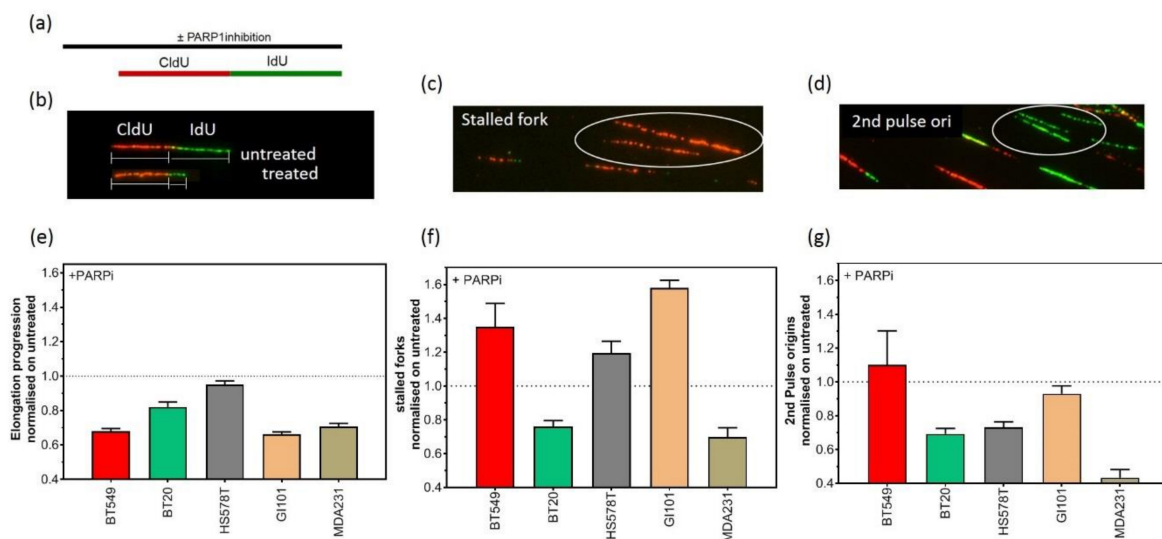 (a)
± PARP1inhibition
CldU IdU
(b)
CldU IdU
untreated
treated
(c)
Stalled fork
(d)
2nd pulse ori
(e)
+PARPi
Elongation progression
normalised on untreated
1.6
1.4
1.2
1.0
0.8
0.6
0.4
BT549
BT20
HS578T
GI101
MDA231
(f)
+ PARPi
stalled forks
normalised on untreated
1.6
1.4
1.2
1.0
0.8
0.6
0.4
BT549
BT20
HS578T
GI101
MDA231
(g)
+ PARPi
2nd Pulse origins
normalised on untreated
1.6
1.4
1.2
1.0
0.8
0.6
0.4
BT549
BT20
HS578T
GI101
MDA231